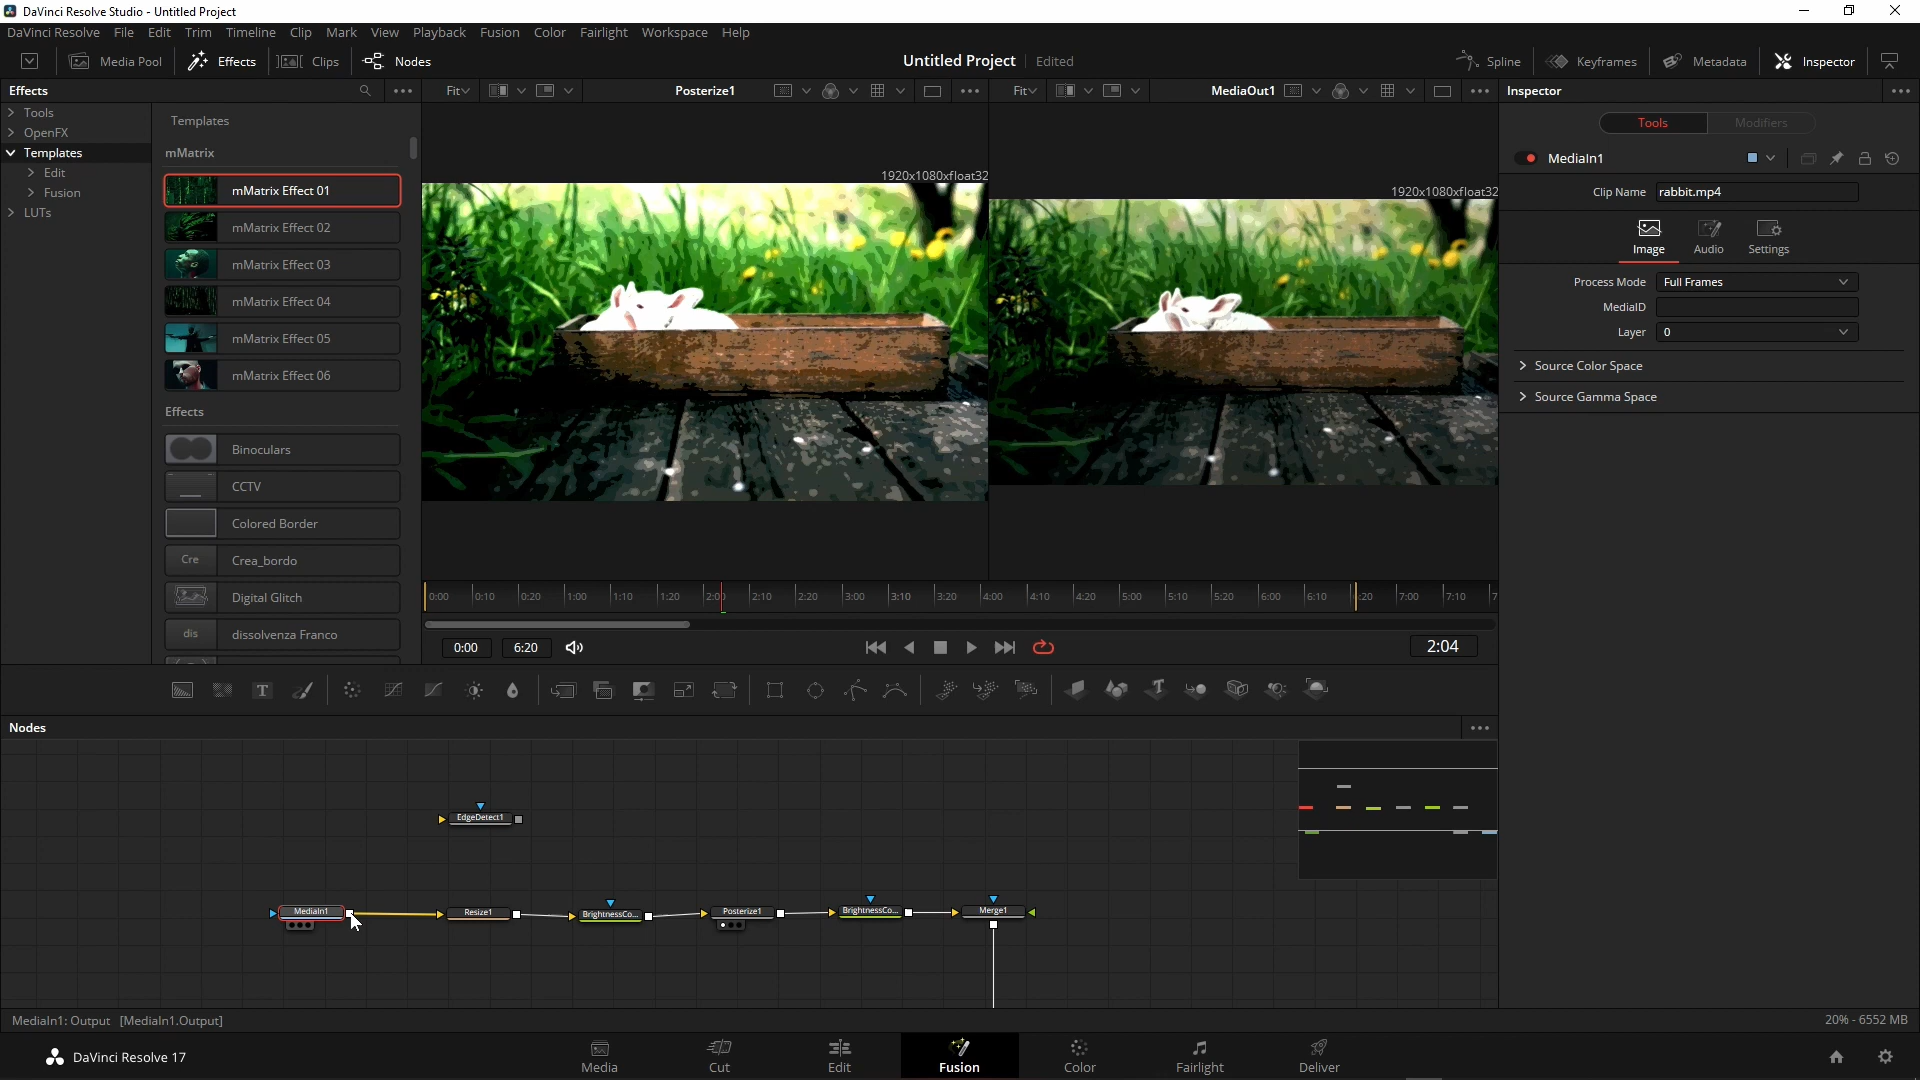 DaVinci Resolve Studio - Untitled Project
DaVinci Resolve File Edit Trim Timeline Clip Mark View Playback Fusion Color Fairlight Workspace Help
Media Pool Effects Clips Nodes Untitled Project Edited Spline Keyframes Metadata Inspector
Effects Fit Posterize1 Fit MediaOut1 Inspector
Tools
OpenFX
Templates
Edit
Fusion
LUTs
Templates
mMatrix
mMatrix Effect 01
mMatrix Effect 02
mMatrix Effect 03
mMatrix Effect 04
mMatrix Effect 05
mMatrix Effect 06
Effects
Binoculars
CCTV
Colored Border
Cre Crea_bordo
Digital Glitch
dis dissolvenza Franco
1920x1080xfloat32
1920x1080xfloat32
Tools Modifiers
MediaIn1
Clip Name rabbit.mp4
Image Audio Settings
Process Mode Full Frames
MediaID
Layer 0
Source Color Space
Source Gamma Space
0:00 0:10 0:20 1:00 1:10 1:20 2:00 2:10 2:20 3:00 3:10 3:20 4:00 4:10 4:20 5:00 5:10 5:20 6:00 6:10 6:20 7:00 7:10 7
0:00 6:20 2:04
Nodes
EdgeDetect1
MediaIn1 Resize1 BrightnessCo... Posterize1 BrightnessCo... Merge1
MediaIn1: Output [MediaIn1.Output] 20% - 6552 MB
DaVinci Resolve 17 Media Cut Edit Fusion Color Fairlight Deliver